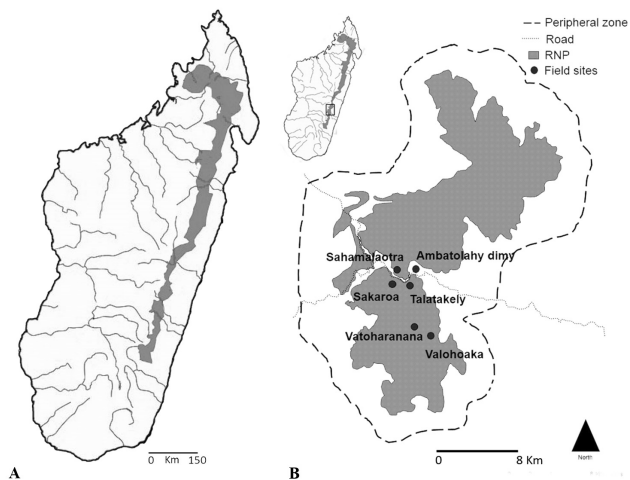 Peripheral zone
Road
RNP
Field sites
Sahamalaotra
Ambatolahy dimy
Sakaroa
Talatakely
Vatoharanana
Valohoaka
North
0 Km 150
0 8 Km
A
B